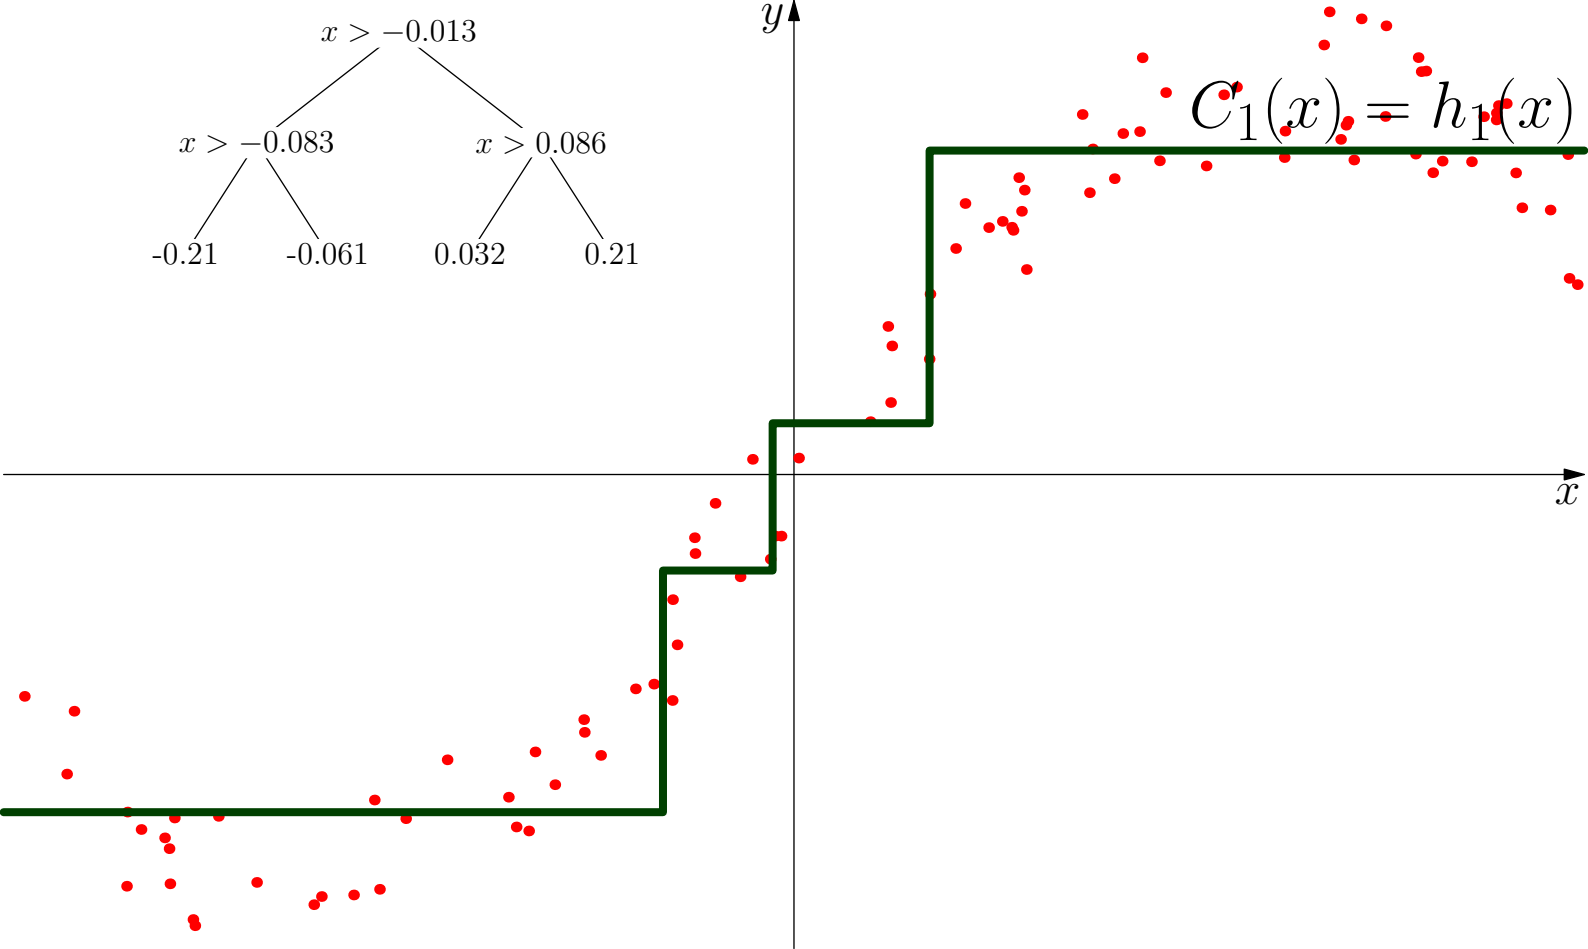 x > −0.013
x > −0.083 x > 0.086
-0.21 -0.061 0.032 0.21
y
C₁(x) = h₁(x)
x